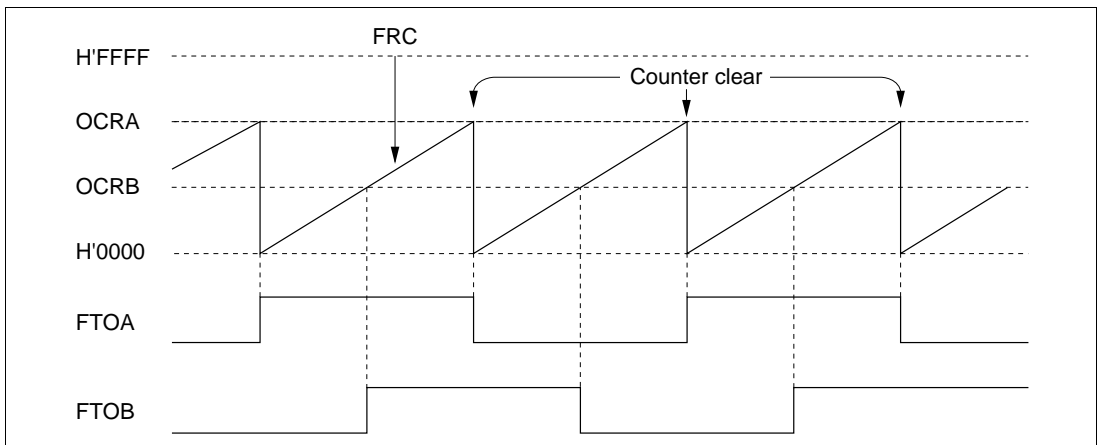 FRC
H'FFFF
Counter clear
OCRA
OCRB
H'0000
FTOA
FTOB